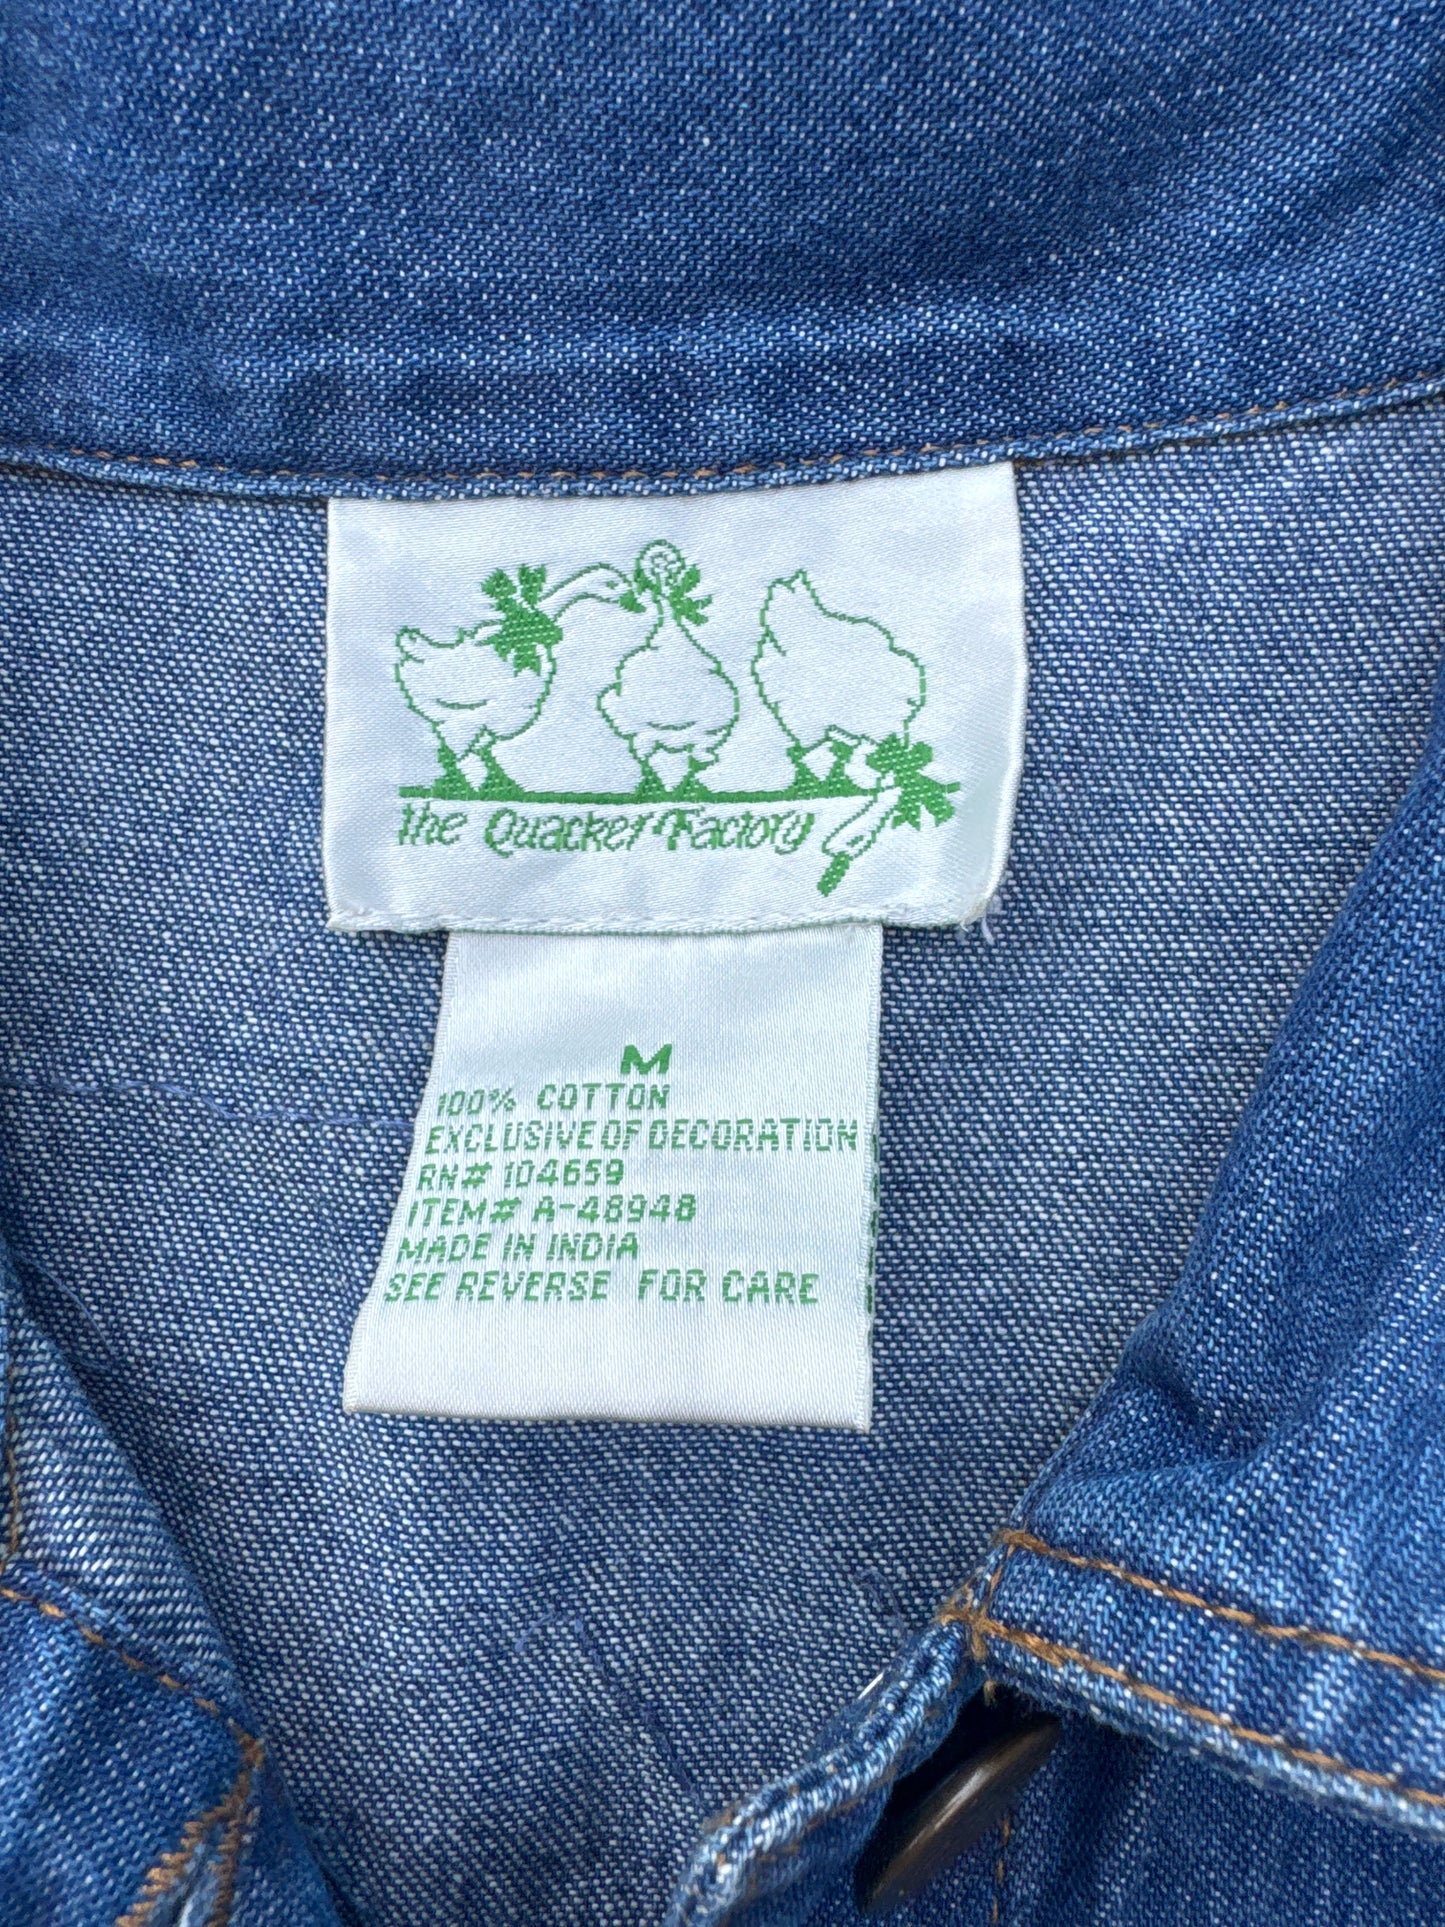 the Quacker Factory
M
100% COTTON
EXCLUSIVE OF DECORATION
RN# 104659
ITEM# A-48948
MADE IN INDIA
SEE REVERSE FOR CARE